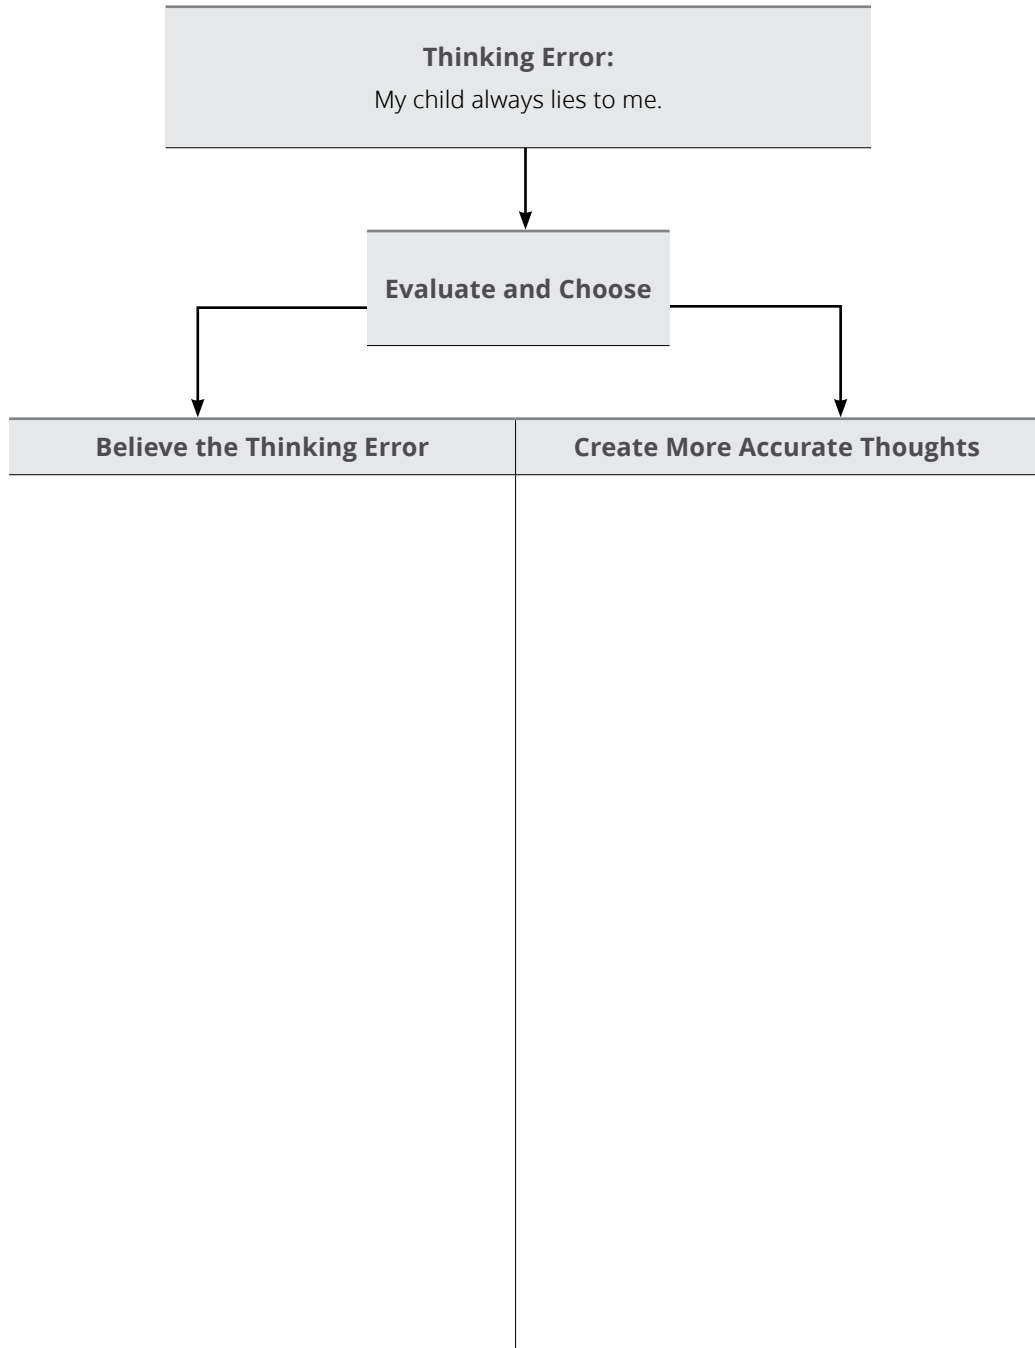 Thinking Error:
My child always lies to me.
Evaluate and Choose
Believe the Thinking Error
Create More Accurate Thoughts